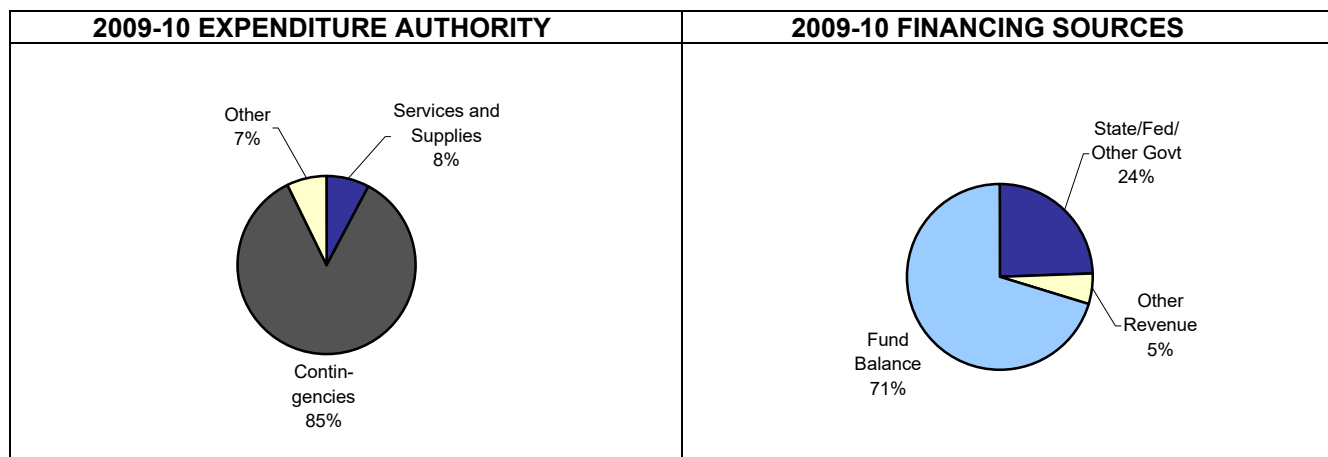 2009-10 EXPENDITURE AUTHORITY
Other
7%
Services and
Supplies
8%
Contin-
gencies
85%
2009-10 FINANCING SOURCES
State/Fed/
Other Govt
24%
Other
Revenue
5%
Fund
Balance
71%